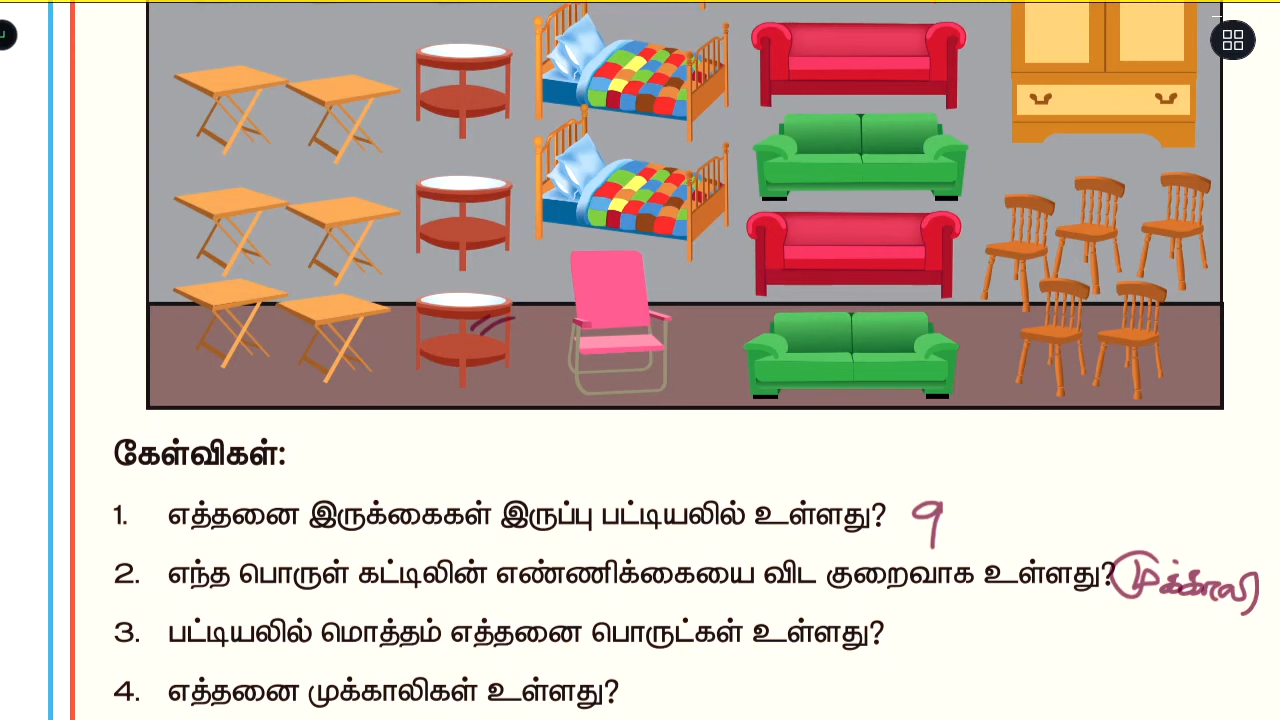 கேள்விகள்:
1. எத்தனை இருக்கைகள் இருப்பு பட்டியலில் உள்ளது? 9
2. எந்த பொருள் கட்டிலின் எண்ணிக்கையை விட குறைவாக உள்ளது? முக்காலி
3. பட்டியலில் மொத்தம் எத்தனை பொருட்கள் உள்ளது?
4. எத்தனை முக்காலிகள் உள்ளது?